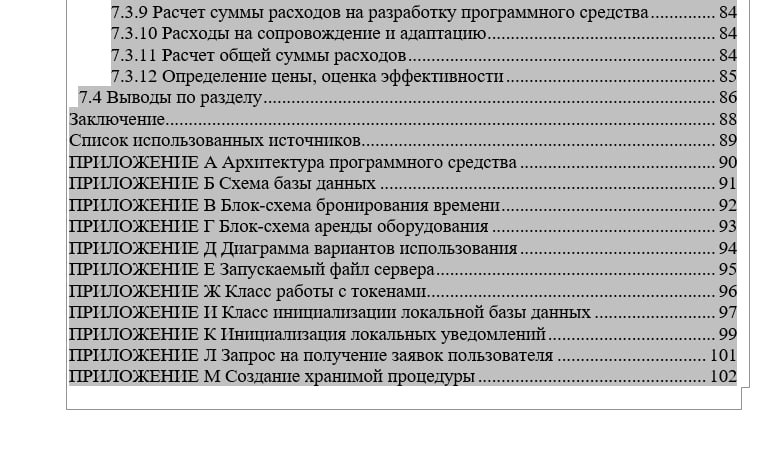 7.3.9 Расчет суммы расходов на разработку программного средства.............. 84
7.3.10 Расходы на сопровождение и адаптацию................................................. 84
7.3.11 Расчет общей суммы расходов.................................................................. 84
7.3.12 Определение цены, оценка эффективности.............................................. 85
7.4 Выводы по разделу................................................................................................. 86
Заключение...................................................................................................................... 88
Список использованных источников............................................................................ 89
ПРИЛОЖЕНИЕ А Архитектура программного средства........................................... 90
ПРИЛОЖЕНИЕ Б Схема базы данных......................................................................... 91
ПРИЛОЖЕНИЕ В Блок-схема бронирования времени............................................... 92
ПРИЛОЖЕНИЕ Г Блок-схема аренды оборудования................................................. 93
ПРИЛОЖЕНИЕ Д Диаграмма вариантов использования........................................... 94
ПРИЛОЖЕНИЕ Е Запускаемый файл сервера............................................................. 95
ПРИЛОЖЕНИЕ Ж Класс работы с токенами............................................................... 96
ПРИЛОЖЕНИЕ И Класс инициализации локальной базы данных........................... 97
ПРИЛОЖЕНИЕ К Инициализация локальных уведомлений..................................... 99
ПРИЛОЖЕНИЕ Л Запрос на получение заявок пользователя................................. 101
ПРИЛОЖЕНИЕ М Создание хранимой процедуры.................................................. 102